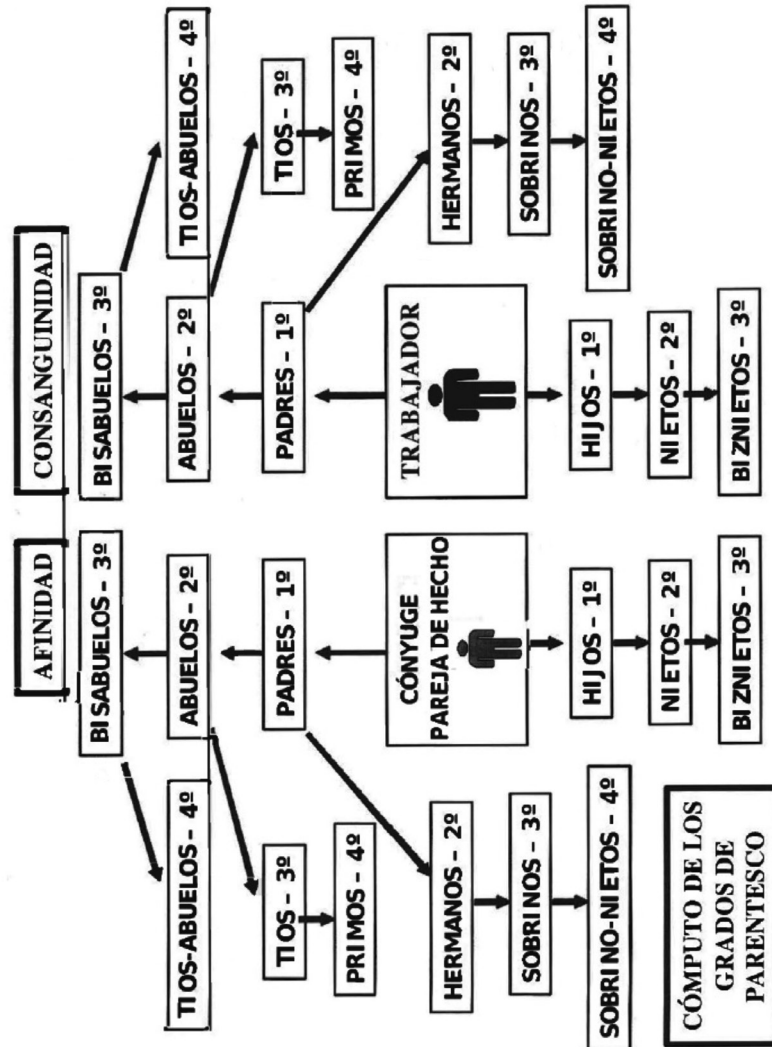 AFINIDAD
CONSANGUINIDAD
BISABUELOS – 3º
BISABUELOS – 3º
TIOS-ABUELOS – 4º
ABUELOS – 2º
ABUELOS – 2º
TIOS-ABUELOS – 4º
TIOS – 3º
PADRES – 1º
PADRES – 1º
TIOS – 3º
PRIMOS – 4º
PRIMOS – 4º
CÓNYUGE
PAREJA DE HECHO
TRABAJADOR
HERMANOS – 2º
HERMANOS – 2º
SOBRINOS – 3º
SOBRINOS – 3º
HIJOS – 1º
HIJOS – 1º
SOBRINO-NIETOS – 4º
SOBRINO-NIETOS – 4º
NIETOS – 2º
NIETOS – 2º
BIZNIETOS – 3º
BIZNIETOS – 3º
CÓMPUTO DE LOS
GRADOS DE
PARENTESCO